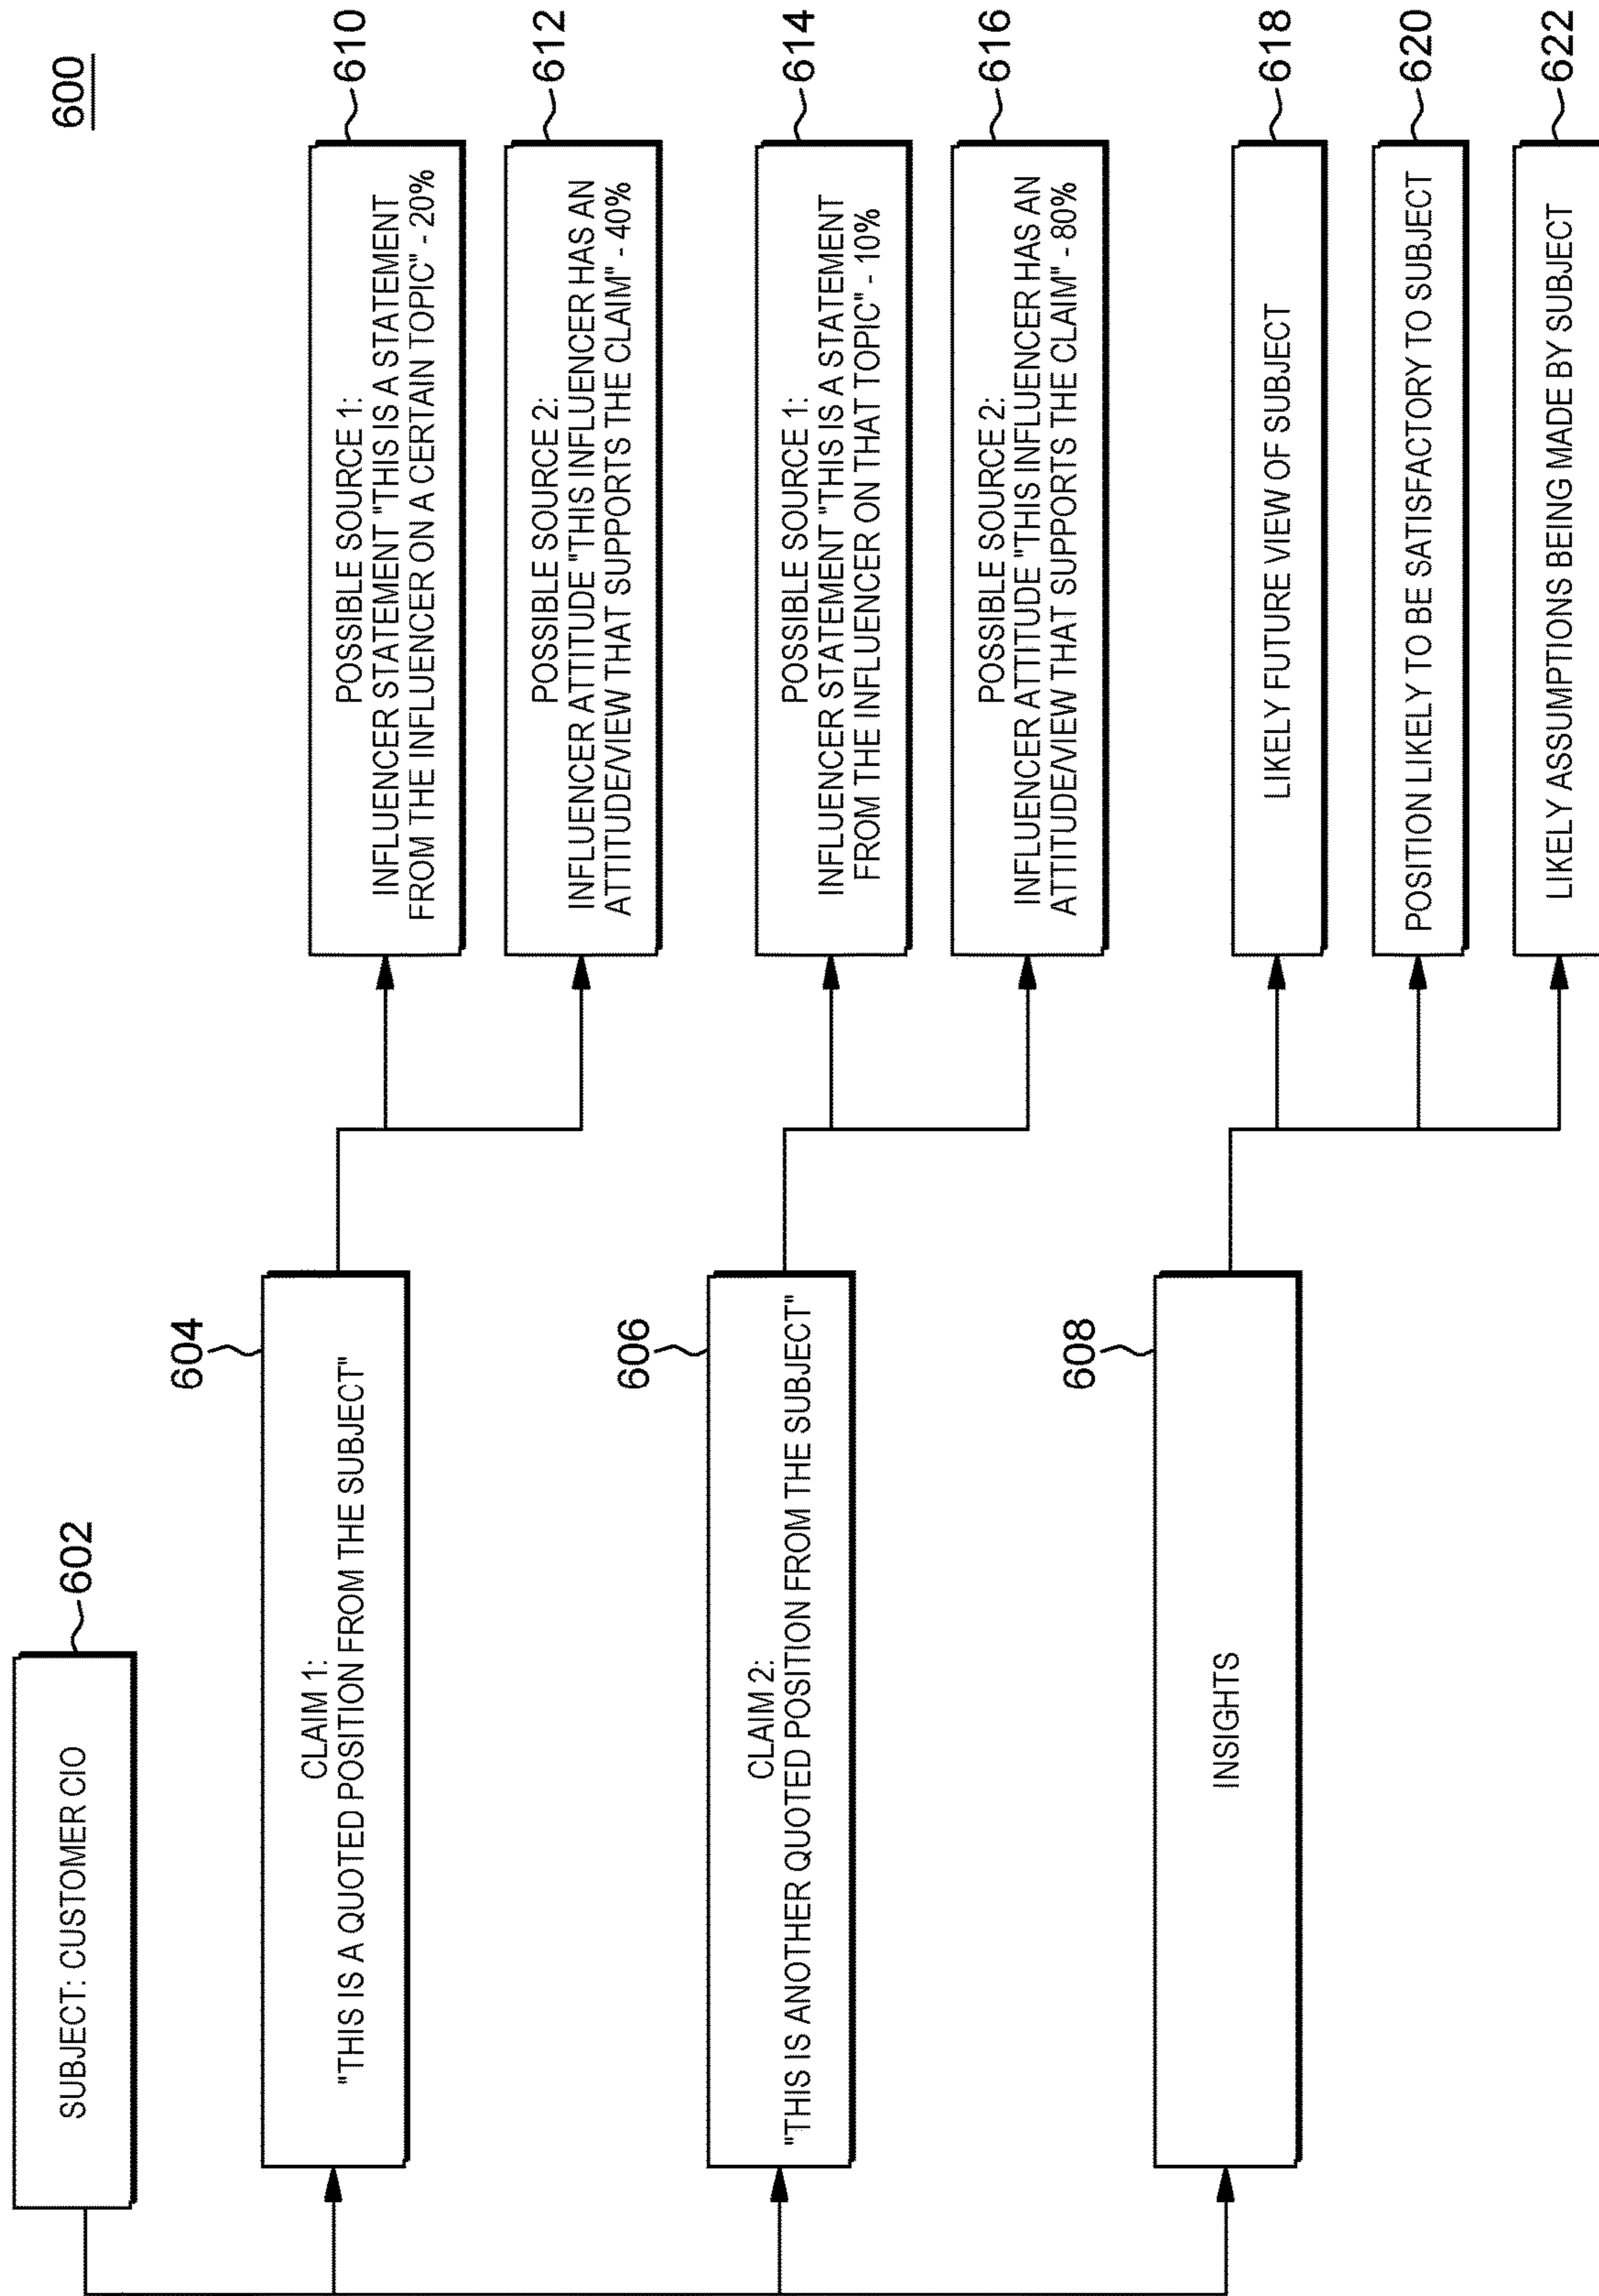 600
SUBJECT: CUSTOMER CIO
602
604
CLAIM 1:
"THIS IS A QUOTED POSITION FROM THE SUBJECT"
POSSIBLE SOURCE 1:
INFLUENCER STATEMENT "THIS IS A STATEMENT
FROM THE INFLUENCER ON A CERTAIN TOPIC" - 20%
610
POSSIBLE SOURCE 2:
INFLUENCER ATTITUDE "THIS INFLUENCER HAS AN
ATTITUDE/VIEW THAT SUPPORTS THE CLAIM" - 40%
612
606
CLAIM 2:
"THIS IS ANOTHER QUOTED POSITION FROM THE SUBJECT"
POSSIBLE SOURCE 1:
INFLUENCER STATEMENT "THIS IS A STATEMENT
FROM THE INFLUENCER ON THAT TOPIC" - 10%
614
POSSIBLE SOURCE 2:
INFLUENCER ATTITUDE "THIS INFLUENCER HAS AN
ATTITUDE/VIEW THAT SUPPORTS THE CLAIM" - 80%
616
608
INSIGHTS
LIKELY FUTURE VIEW OF SUBJECT
618
POSITION LIKELY TO BE SATISFACTORY TO SUBJECT
620
LIKELY ASSUMPTIONS BEING MADE BY SUBJECT
622